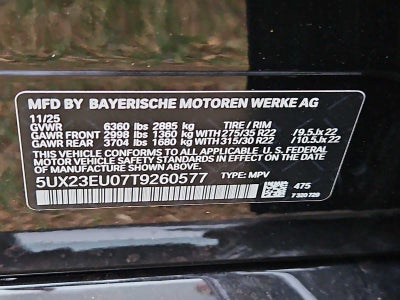 MFD BY BAYERISCHE MOTOREN WERKE AG
11/25
GVWR 6360 lbs 2885 kg TIRE / RIM
GAWR FRONT 2998 lbs 1360 kg WITH 275/35 R22 / 9.5Jx22
GAWR REAR 3704 lbs 1680 kg WITH 315/30 R22 / 10.5Jx22
THIS VEHICLE CONFORMS TO ALL APPLICABLE U.S. FEDERAL
MOTOR VEHICLE SAFETY STANDARDS IN EFFECT
ON THE DATE OF MANUFACTURE SHOWN ABOVE.
5UX23EU07T9260577 TYPE: MPV
475
7 320 729